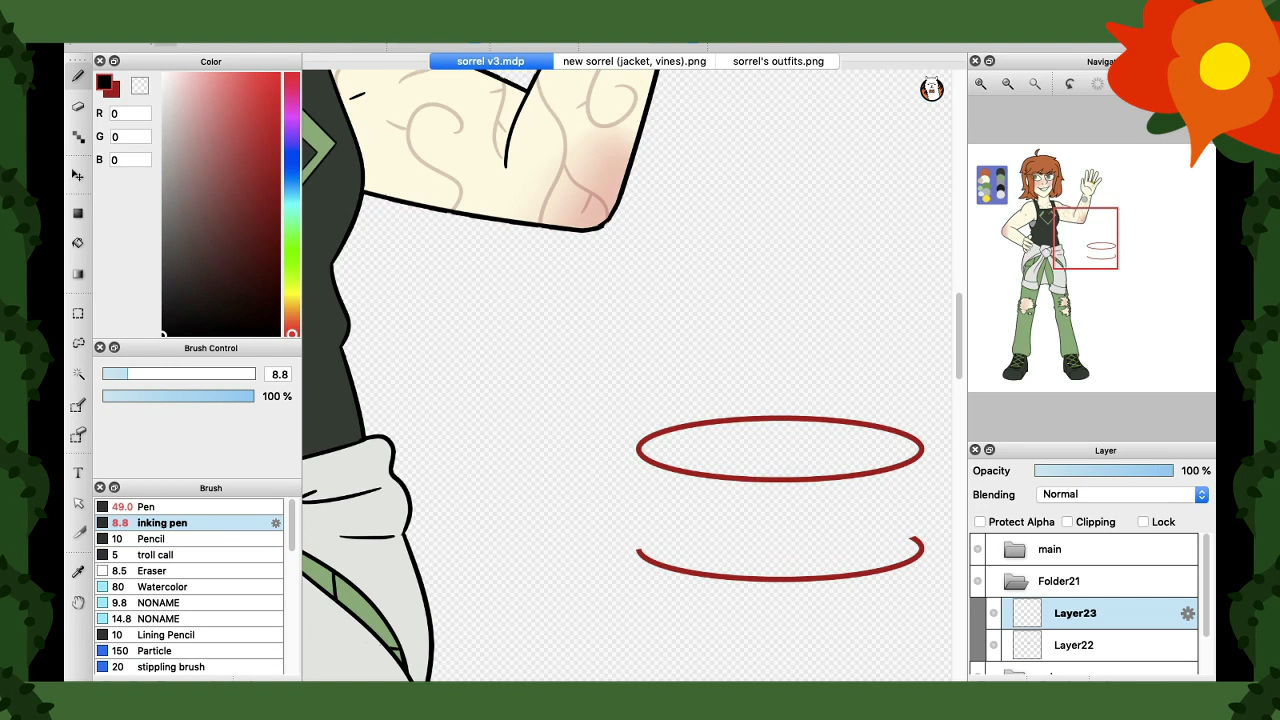 Color
sorrel v3.mdp
new sorrel (jacket, vines).png
sorrel's outfits.png
R 0
G 0
B 0
Brush Control
8.8
100 %
Brush
49.0 Pen
8.8 inking pen
10 Pencil
5 troll call
8.5 Eraser
80 Watercolor
9.8 NONAME
14.8 NONAME
10 Lining Pencil
150 Particle
20 stippling brush
T
Layer
Opacity 100 %
Blending Normal
Protect Alpha Clipping Lock
main
Folder21
Layer23
Layer22